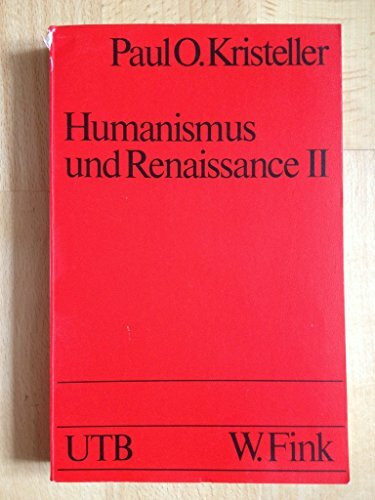 Paul O. Kristeller
Humanismus
und Renaissance II
UTB W. Fink